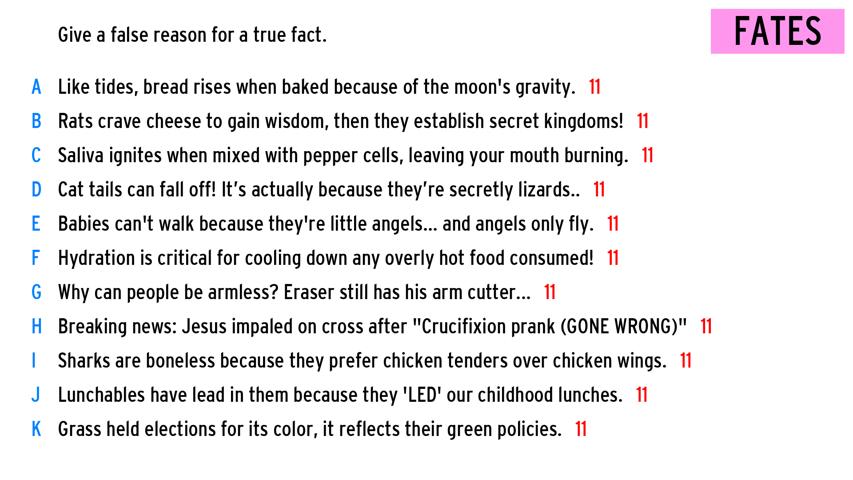 Give a false reason for a true fact.
FATES
A Like tides, bread rises when baked because of the moon's gravity. 11
B Rats crave cheese to gain wisdom, then they establish secret kingdoms! 11
C Saliva ignites when mixed with pepper cells, leaving your mouth burning. 11
D Cat tails can fall off! It’s actually because they’re secretly lizards.. 11
E Babies can't walk because they're little angels... and angels only fly. 11
F Hydration is critical for cooling down any overly hot food consumed! 11
G Why can people be armless? Eraser still has his arm cutter... 11
H Breaking news: Jesus impaled on cross after "Crucifixion prank (GONE WRONG)" 11
I Sharks are boneless because they prefer chicken tenders over chicken wings. 11
J Lunchables have lead in them because they 'LED' our childhood lunches. 11
K Grass held elections for its color, it reflects their green policies. 11